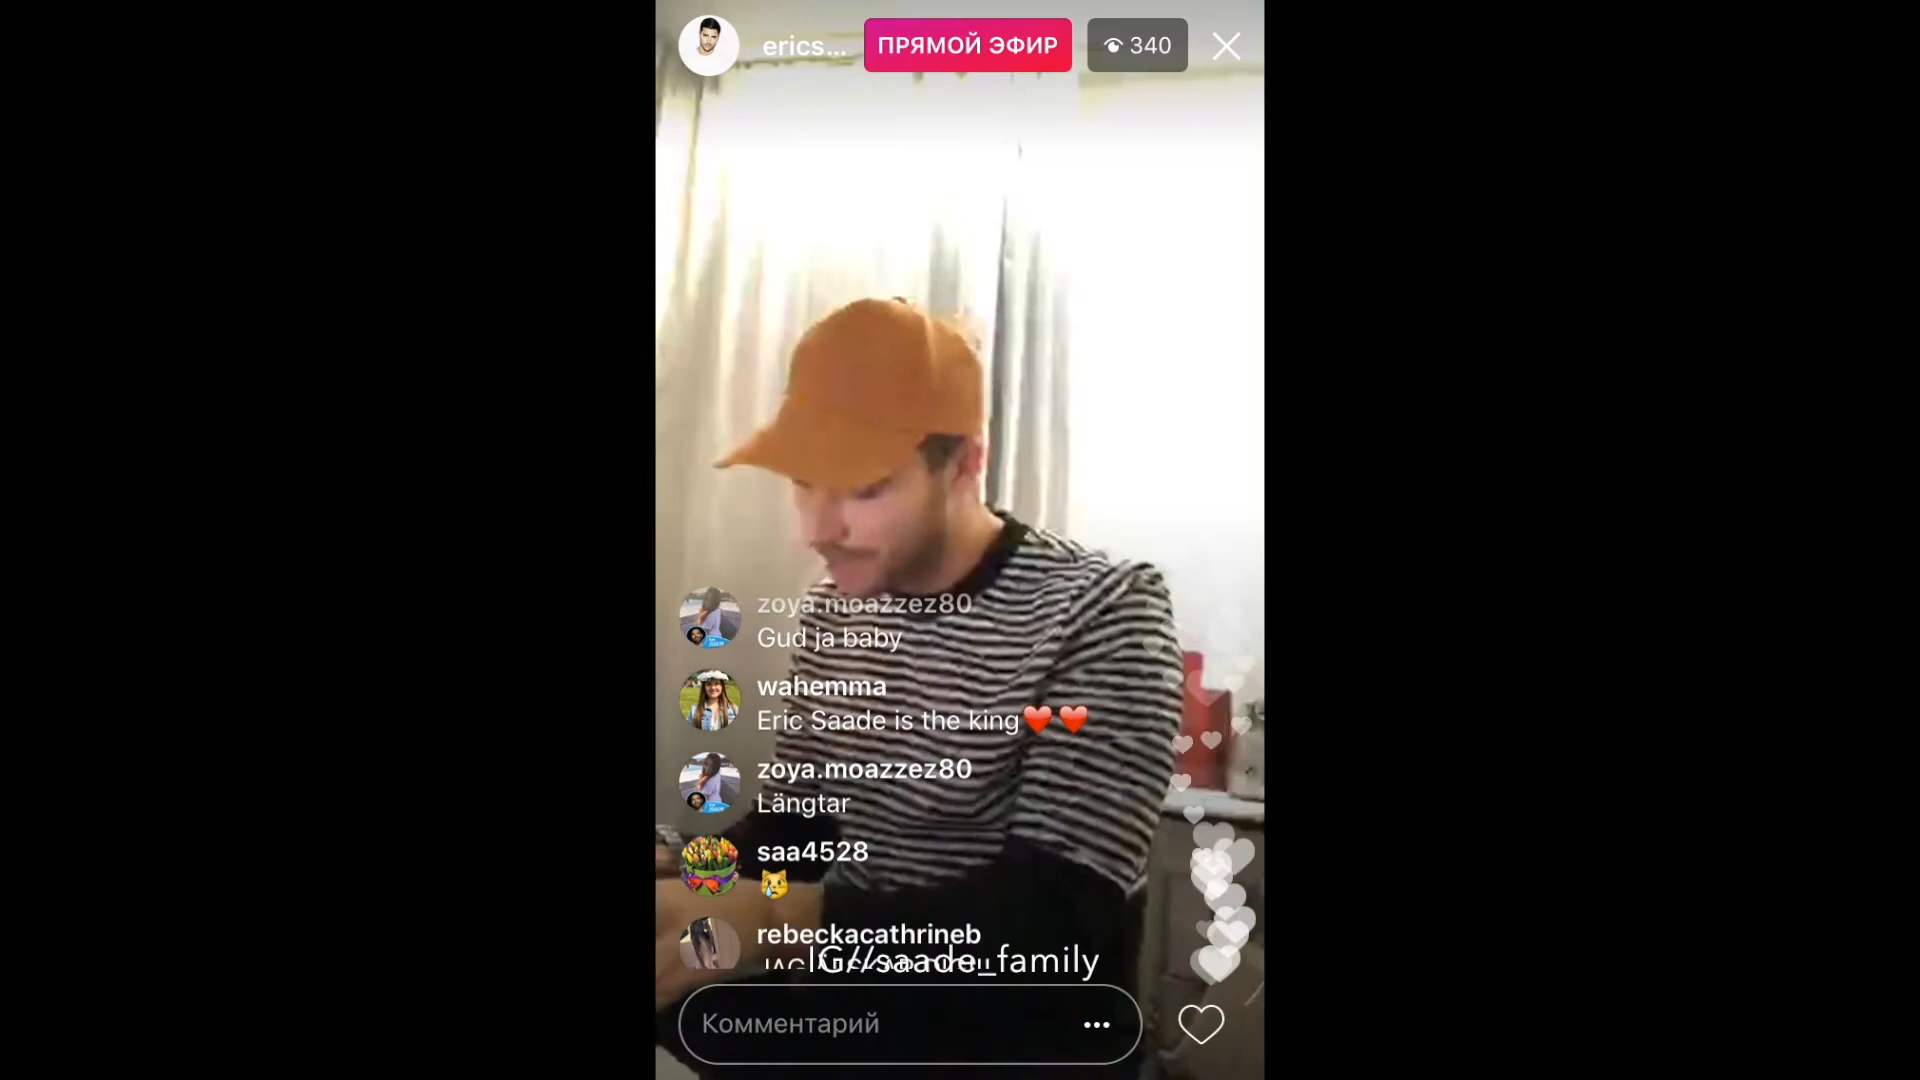 erics...
ПРЯМОЙ ЭФИР
340
zoya.moazzez80
Gud ja baby
wahemma
Eric Saade is the king
zoya.moazzez80
Längtar
saa4528
rebeckacathrineb
IG//saade_family
Комментарий